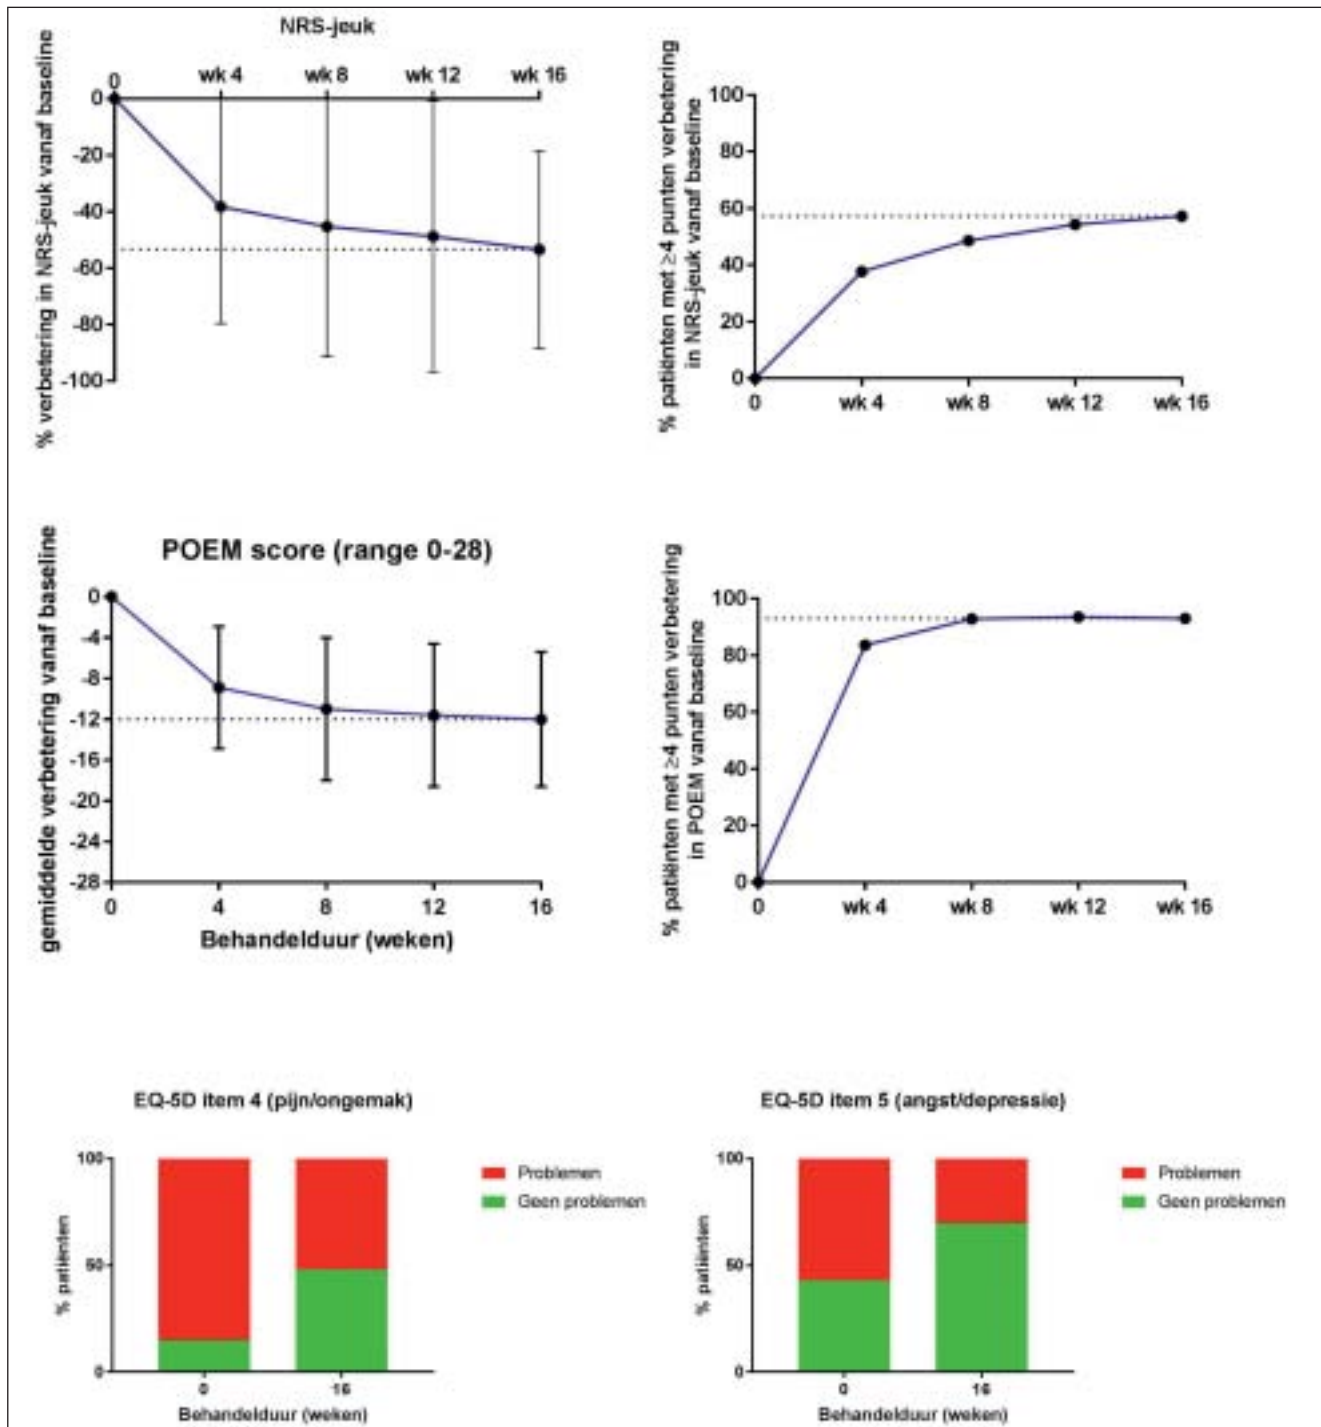 NRS-jeuk
% verbetering in NRS-jeuk vanaf baseline
0 wk 4 wk 8 wk 12 wk 16
0
-20
-40
-60
-80
-100
% patiënten met ≥4 punten verbetering
in NRS-jeuk vanaf baseline
100
80
60
40
20
0
0 wk 4 wk 8 wk 12 wk 16
POEM score (range 0-28)
gemiddelde verbetering vanaf baseline
0
-4
-8
-12
-16
-20
-24
-28
0 4 8 12 16
Behandelduur (weken)
% patiënten met ≥4 punten verbetering
in POEM vanaf baseline
100
80
60
40
20
0
0 wk 4 wk 8 wk 12 wk 16
EQ-5D item 4 (pijn/ongemak)
% patiënten
100
50
0
0 16
Behandelduur (weken)
Problemen
Geen problemen
EQ-5D item 5 (angst/depressie)
% patiënten
100
50
0
0 16
Behandelduur (weken)
Problemen
Geen problemen